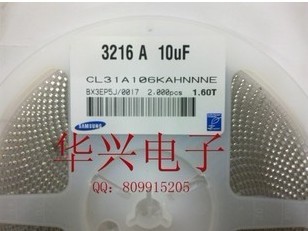 3216 A 10uF
CL31A106KAHNNNE
BX3EP5J/0017 2,000pcs 1.60T
SAMSUNG
华兴电子
QQ: 809915205